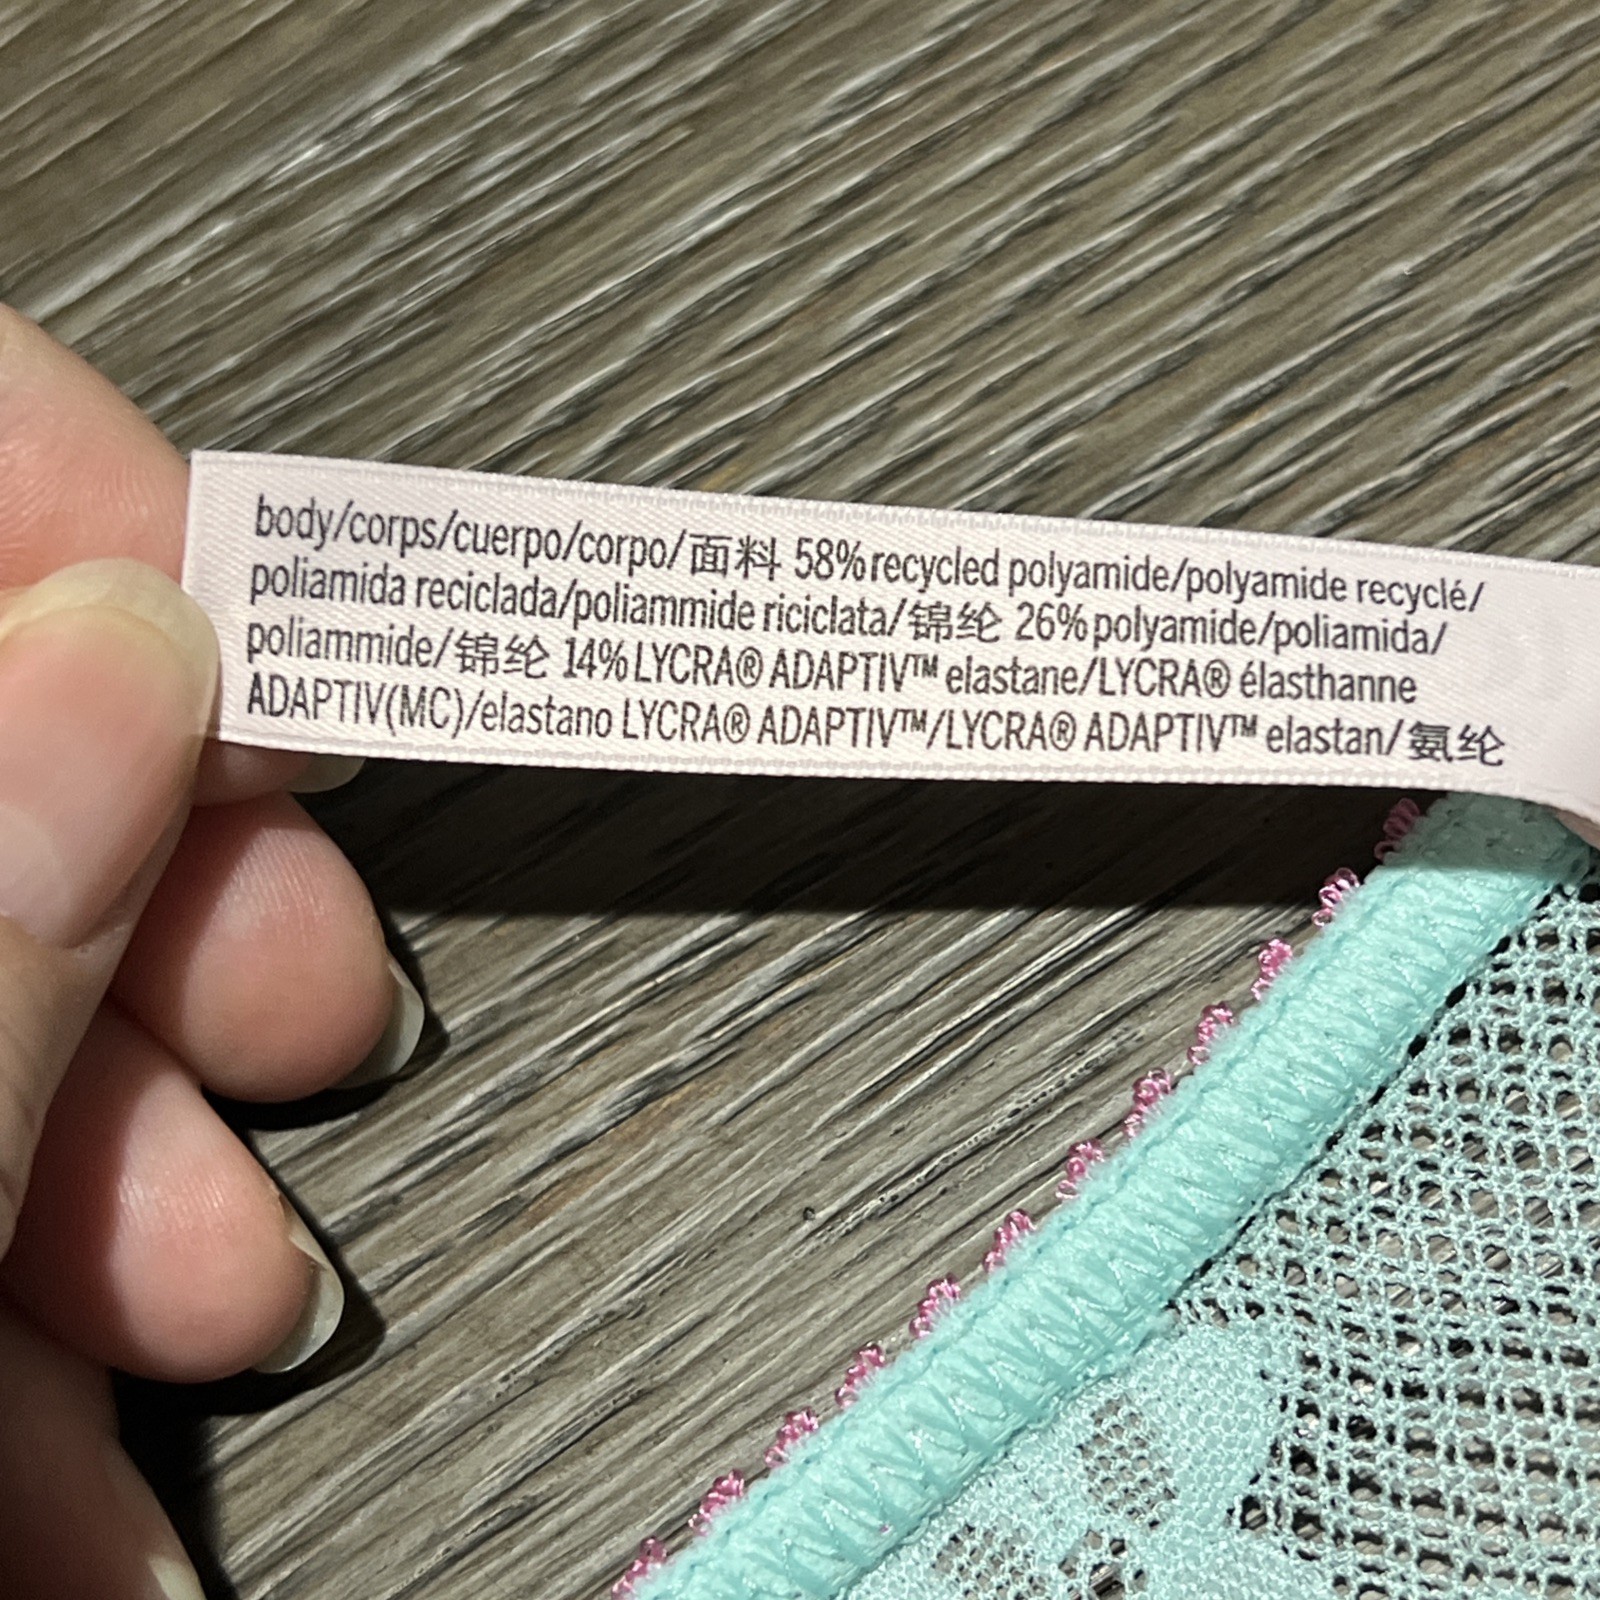 body/corps/cuerpo/corpo/面料 58% recycled polyamide/polyamide recyclé/
poliamida reciclada/poliammide riciclata/锦纶 26% polyamide/poliamida/
poliammide/锦纶 14% LYCRA® ADAPTIV™ elastane/LYCRA® élasthanne
ADAPTIV(MC)/elastano LYCRA® ADAPTIV™/LYCRA® ADAPTIV™ elastan/氨纶